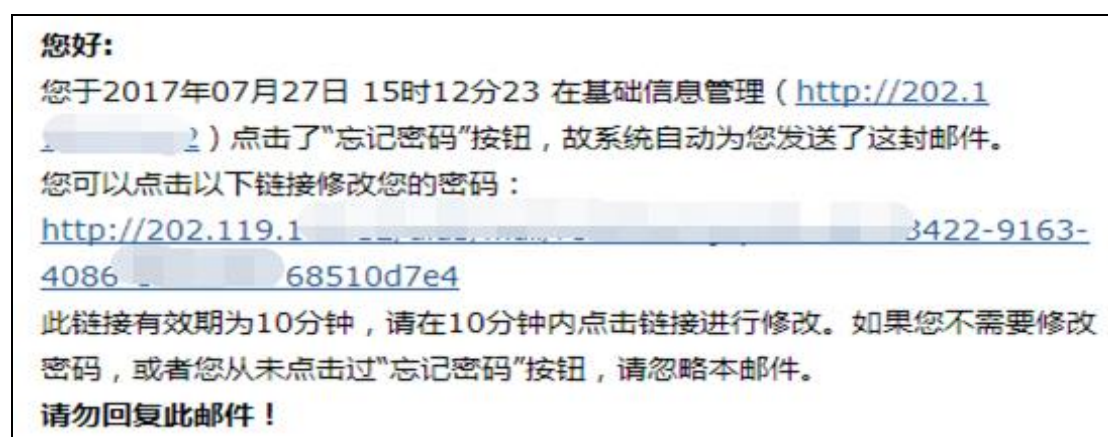 您好:
您于2017年07月27日 15时12分23 在基础信息管理（http://202.1
2）点击了“忘记密码”按钮，故系统自动为您发送了这封邮件。
您可以点击以下链接修改您的密码：
http://202.119.1 3422-9163-
4086 68510d7e4
此链接有效期为10分钟，请在10分钟内点击链接进行修改。如果您不需要修改
密码，或者您从未点击过“忘记密码”按钮，请忽略本邮件。
请勿回复此邮件！